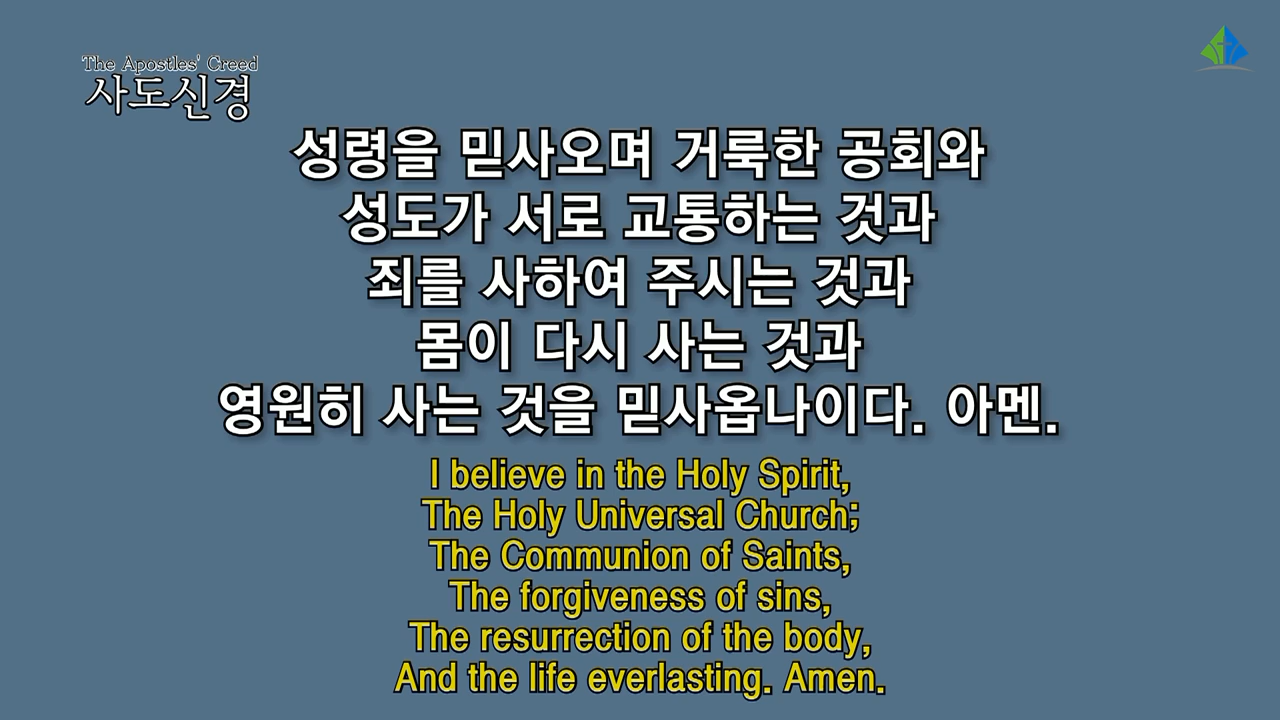 The Apostles' Creed
사도신경
성령을 믿사오며 거룩한 공회와
성도가 서로 교통하는 것과
죄를 사하여 주시는 것과
몸이 다시 사는 것과
영원히 사는 것을 믿사옵나이다. 아멘.
I believe in the Holy Spirit,
The Holy Universal Church;
The Communion of Saints,
The forgiveness of sins,
The resurrection of the body,
And the life everlasting. Amen.